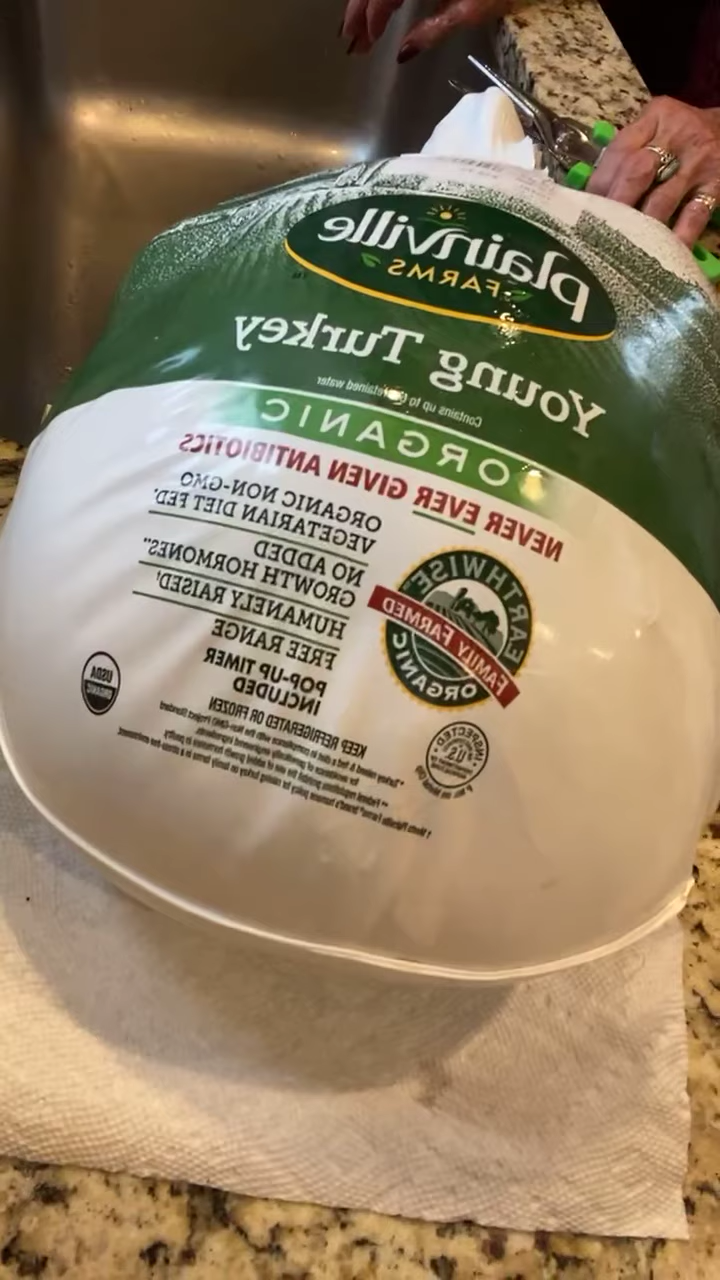 plainville
FARMS
Young Turkey
Contains up to retained water
ORGANIC
NEVER EVER GIVEN ANTIBIOTICS
ORGANIC NON-GMO
VEGETARIAN DIET FED*
NO ADDED
GROWTH HORMONES**
HUMANELY RAISED†
FREE RANGE
POP-UP TIMER
INCLUDED
KEEP REFRIGERATED OR FROZEN
EARTHWISE
FAMILY FARMED
ORGANIC
USDA
ORGANIC
INSPECTED
U.S.